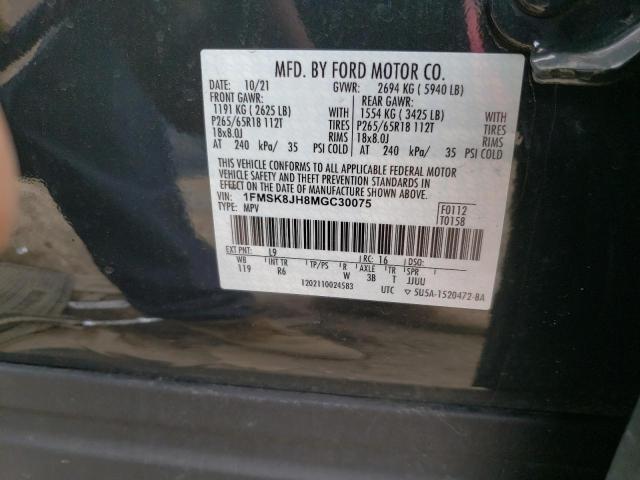 MFD. BY FORD MOTOR CO.
DATE: 10/21 GVWR: 2694 KG ( 5940 LB)
FRONT GAWR: REAR GAWR:
1191 KG ( 2625 LB) WITH 1554 KG ( 3425 LB) WITH
P265/65R18 112T TIRES P265/65R18 112T TIRES
18x8.0J RIMS 18x8.0J RIMS
AT 240 kPa/ 35 PSI COLD AT 240 kPa/ 35 PSI COLD
THIS VEHICLE CONFORMS TO ALL APPLICABLE FEDERAL MOTOR
VEHICLE SAFETY AND THEFT PREVENTION STANDARDS IN
EFFECT ON THE DATE OF MANUFACTURE SHOWN ABOVE.
VIN: 1FMSK8JH8MGC30075
TYPE: MPV
F0112
T0158
EXT PNT: L9 RC: 16 DSO:
WB INT TR TP/PS R AXLE TR SPR
119 R6 W 3B T JJUU
1202110024583 UTC 5U5A-1520472-BA